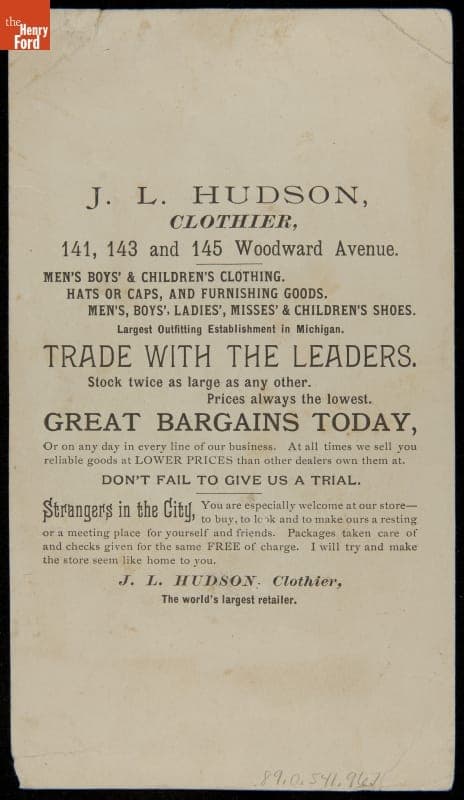 the
Henry
Ford
J. L. HUDSON,
CLOTHIER,
141, 143 and 145 Woodward Avenue.
MEN'S BOYS' & CHILDREN'S CLOTHING.
HATS OR CAPS, AND FURNISHING GOODS.
MEN'S, BOYS', LADIES', MISSES' & CHILDREN'S SHOES.
Largest Outfitting Establishment in Michigan.
TRADE WITH THE LEADERS.
Stock twice as large as any other.
Prices always the lowest.
GREAT BARGAINS TODAY,
Or on any day in every line of our business. At all times we sell you
reliable goods at LOWER PRICES than other dealers own them at.
DON'T FAIL TO GIVE US A TRIAL.
Strangers in the City, You are especially welcome at our store—
to buy, to look and to make ours a resting
or a meeting place for yourself and friends. Packages taken care of
and checks given for the same FREE of charge. I will try and make
the store seem like home to you.
J. L. HUDSON. Clothier,
The world's largest retailer.